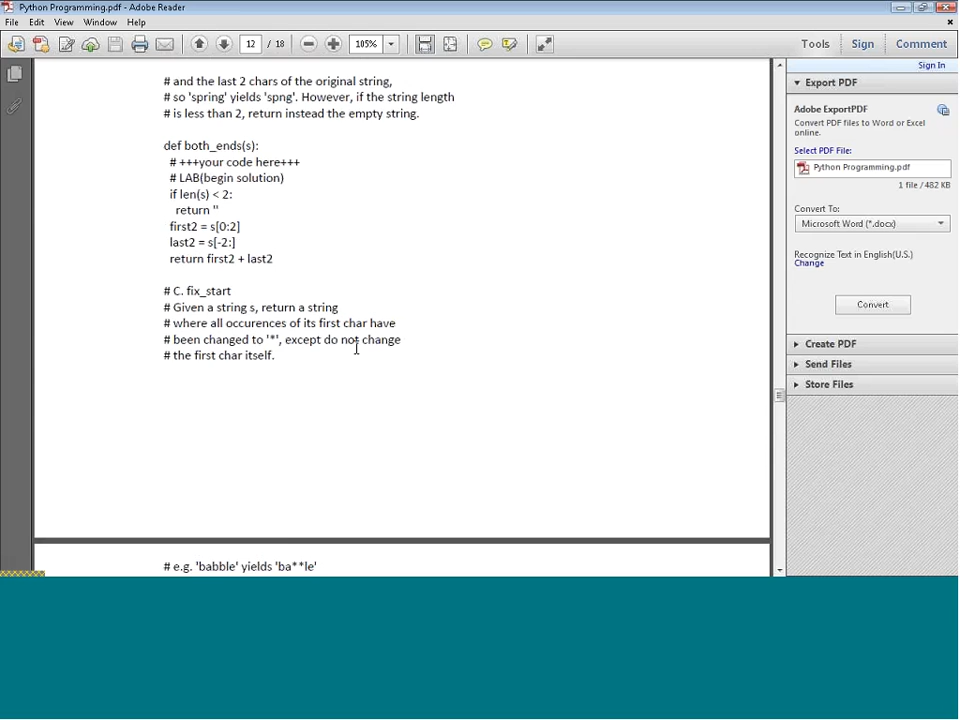 Python Programming.pdf - Adobe Reader
File Edit View Window Help
12 / 18 105% Tools Sign Comment
Sign In
# and the last 2 chars of the original string,
# so 'spring' yields 'spng'. However, if the string length
# is less than 2, return instead the empty string.
def both_ends(s):
# +++your code here+++
# LAB(begin solution)
if len(s) < 2:
return ''
first2 = s[0:2]
last2 = s[-2:]
return first2 + last2
# C. fix_start
# Given a string s, return a string
# where all occurences of its first char have
# been changed to '*', except do not change
# the first char itself.
# e.g. 'babble' yields 'ba**le'
Export PDF
Adobe ExportPDF
Convert PDF files to Word or Excel
online.
Select PDF File:
Python Programming.pdf
1 file / 482 KB
Convert To:
Microsoft Word (*.docx)
Recognize Text in English(U.S.)
Change
Convert
Create PDF
Send Files
Store Files